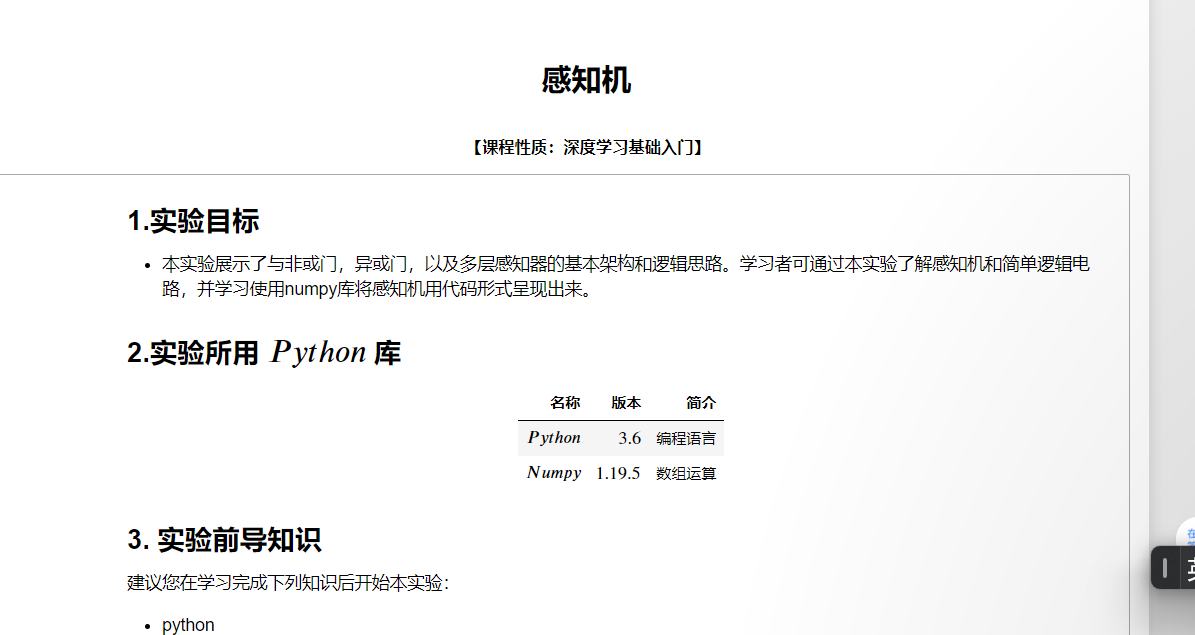 感知机
【课程性质：深度学习基础入门】
1.实验目标
• 本实验展示了与非或门，异或门，以及多层感知器的基本架构和逻辑思路。学习者可通过本实验了解感知机和简单逻辑电
路，并学习使用numpy库将感知机用代码形式呈现出来。
2.实验所用 Python 库
名称 版本 简介
Python 3.6 编程语言
Numpy 1.19.5 数组运算
3. 实验前导知识
建议您在学习完成下列知识后开始本实验：
• python